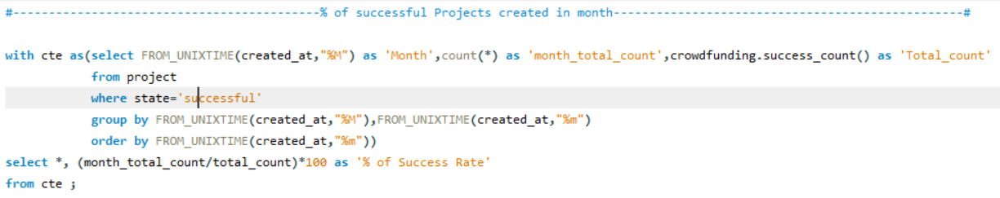 #-----------------------------------------% of successful Projects created in month-----------------------------------------------#
with cte as(select FROM_UNIXTIME(created_at,"%M") as 'Month',count(*) as 'month_total_count',crowdfunding.success_count() as 'Total_count'
from project
where state='successful'
group by FROM_UNIXTIME(created_at,"%M"),FROM_UNIXTIME(created_at,"%m")
order by FROM_UNIXTIME(created_at,"%m"))
select *, (month_total_count/total_count)*100 as '% of Success Rate'
from cte ;